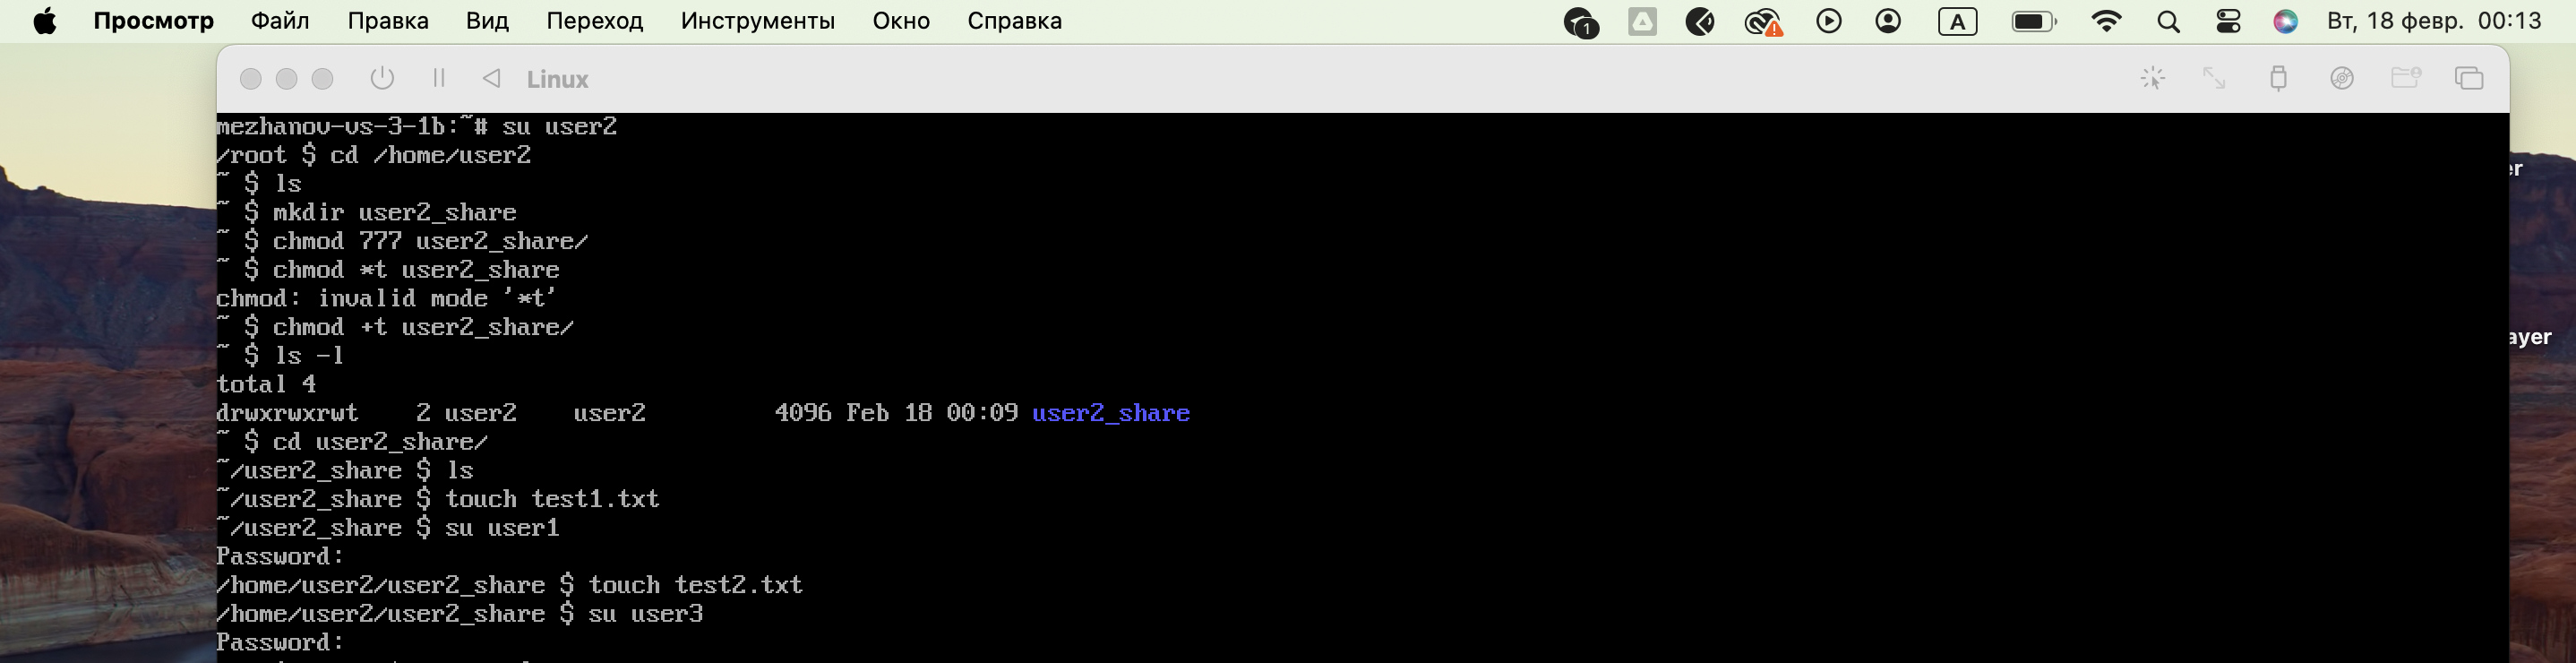 Просмотр Файл Правка Вид Переход Инструменты Окно Справка 1 A Вт, 18 февр. 00:13
Linux
mezhanov-vs-3-1b:~# su user2
/root $ cd /home/user2
~ $ ls
~ $ mkdir user2_share
~ $ chmod 777 user2_share/
~ $ chmod *t user2_share
chmod: invalid mode '*t'
~ $ chmod +t user2_share/
~ $ ls -l
total 4
drwxrwxrwt    2 user2    user2         4096 Feb 18 00:09 user2_share
~ $ cd user2_share/
~/user2_share $ ls
~/user2_share $ touch test1.txt
~/user2_share $ su user1
Password:
/home/user2/user2_share $ touch test2.txt
/home/user2/user2_share $ su user3
Password: